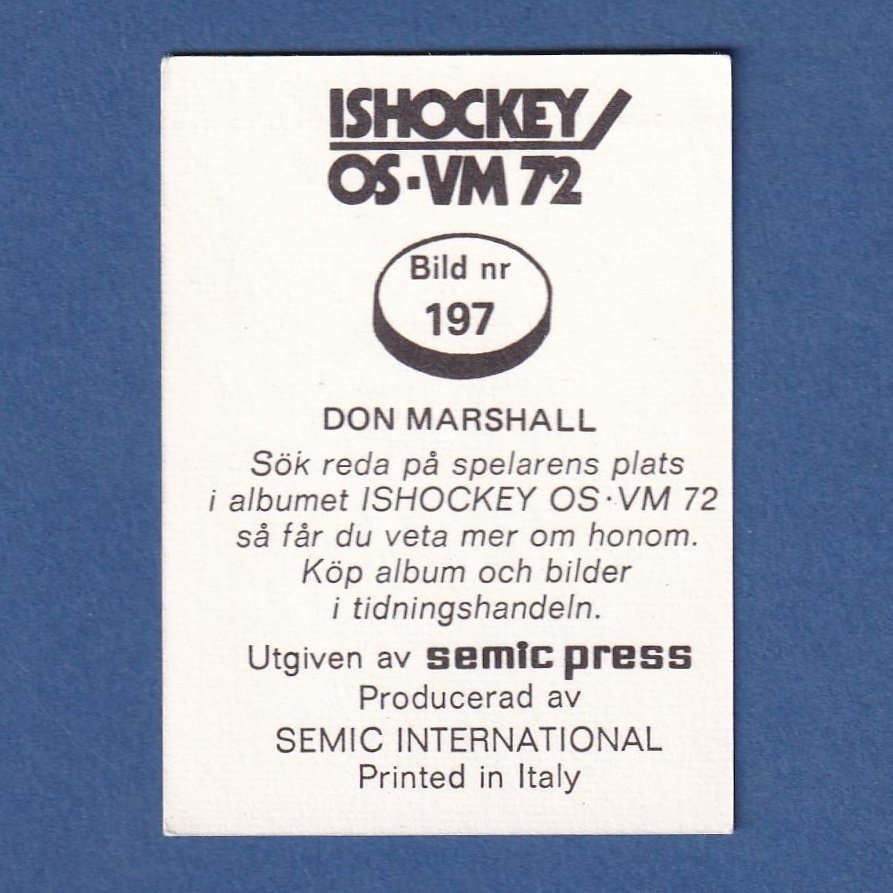 ISHOCKEY
OS·VM 72
Bild nr
197
DON MARSHALL
Sök reda på spelarens plats
i albumet ISHOCKEY OS·VM 72
så får du veta mer om honom.
Köp album och bilder
i tidningshandeln.
Utgiven av semic press
Producerad av
SEMIC INTERNATIONAL
Printed in Italy